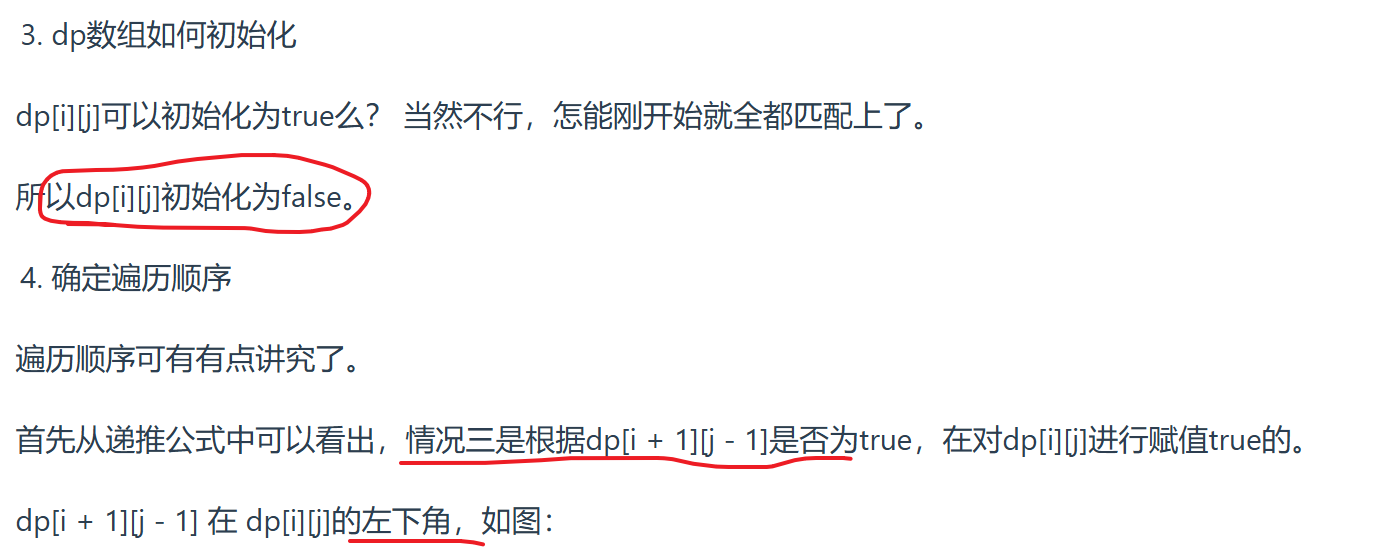 3. dp数组如何初始化
dp[i][j]可以初始化为true么？ 当然不行，怎能刚开始就全都匹配上了。
所以dp[i][j]初始化为false。
4. 确定遍历顺序
遍历顺序可有有点讲究了。
首先从递推公式中可以看出，情况三是根据dp[i + 1][j - 1]是否为true，在对dp[i][j]进行赋值true的。
dp[i + 1][j - 1] 在 dp[i][j]的左下角，如图：